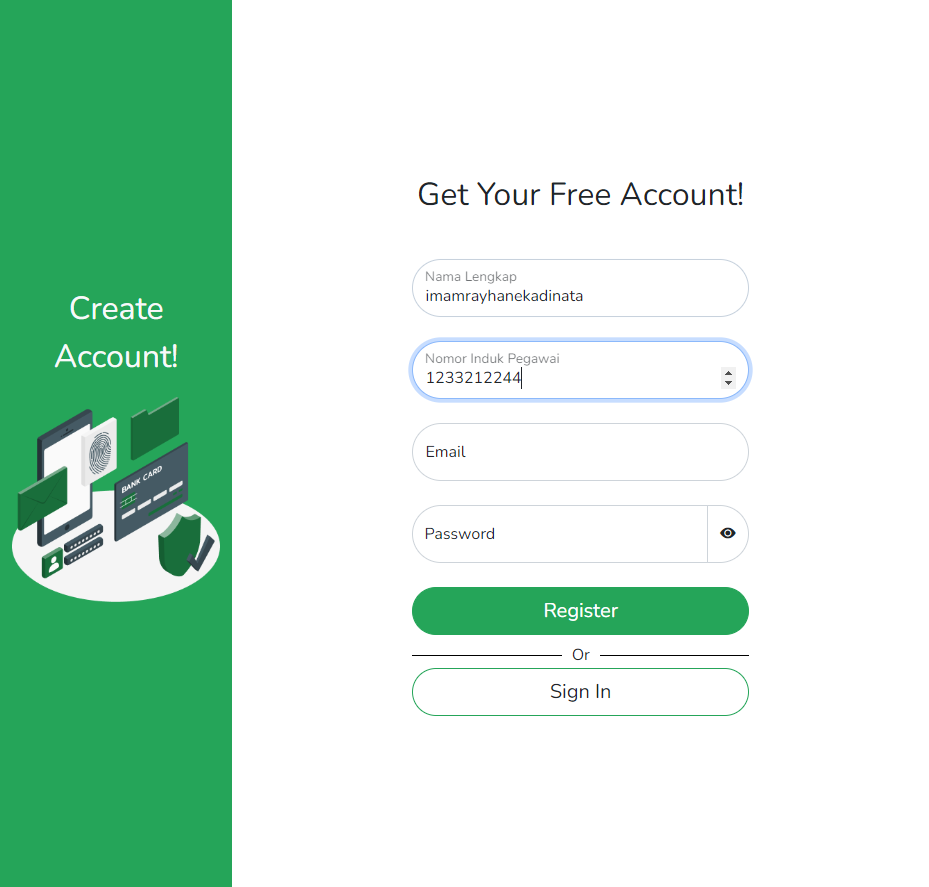 Create
Account!
BANK CARD
Get Your Free Account!
Nama Lengkap
imamrayhanekadinata
Nomor Induk Pegawai
1233212244
Email
Password
Register
Or
Sign In